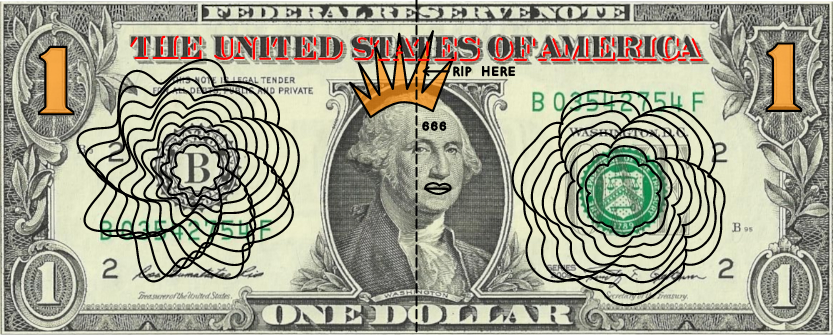 FEDERAL RESERVE NOTE
THE UNITED STATES OF AMERICA
1
1
THIS NOTE IS LEGAL TENDER
FOR ALL DEBTS, PUBLIC AND PRIVATE
RIP HERE
B 03542754 F
WASHINGTON, D.C.
666
2
2
B
B 03542754 F
B 95
2
2
SERIES
1
1
Treasurer of the United States.
Secretary of the Treasury.
WASHINGTON
ONE DOLLAR